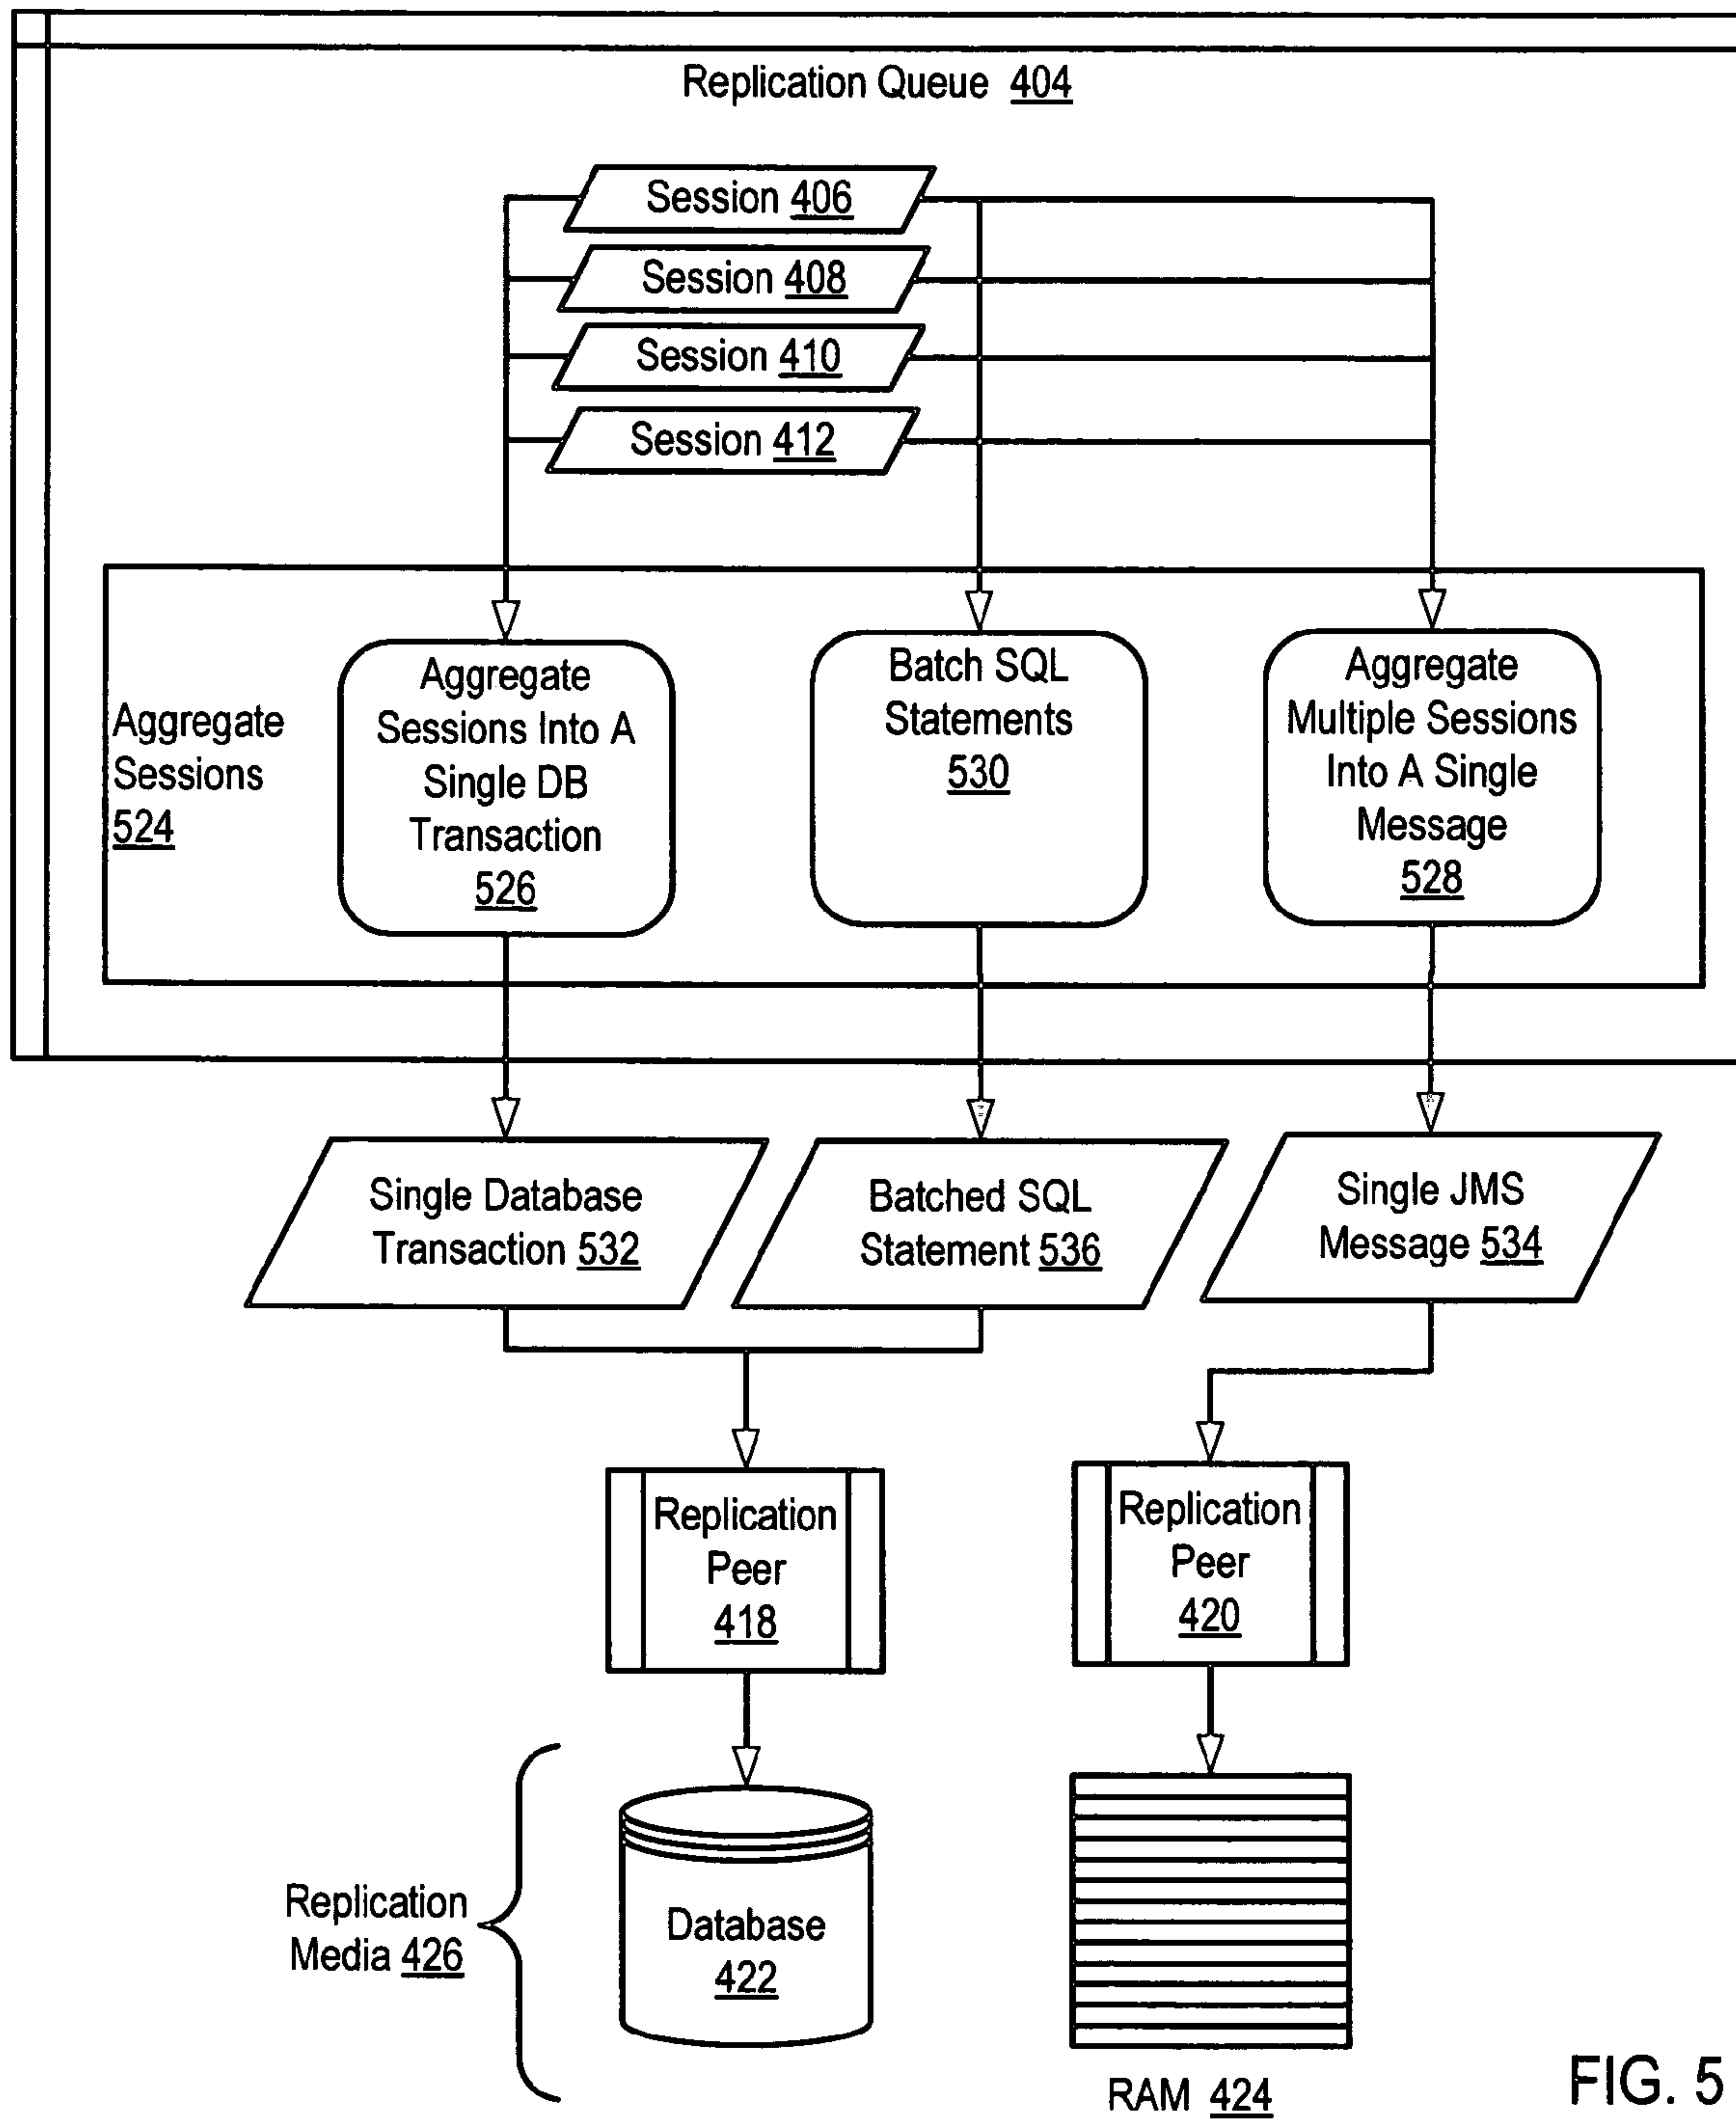 Replication Queue 404
Session 406
Session 408
Session 410
Session 412
Aggregate
Sessions
524
Aggregate
Sessions Into A
Single DB
Transaction
526
Batch SQL
Statements
530
Aggregate
Multiple Sessions
Into A Single
Message
528
Single Database
Transaction 532
Batched SQL
Statement 536
Single JMS
Message 534
Replication
Peer
418
Replication
Peer
420
Replication
Media 426
Database
422
RAM 424
FIG. 5